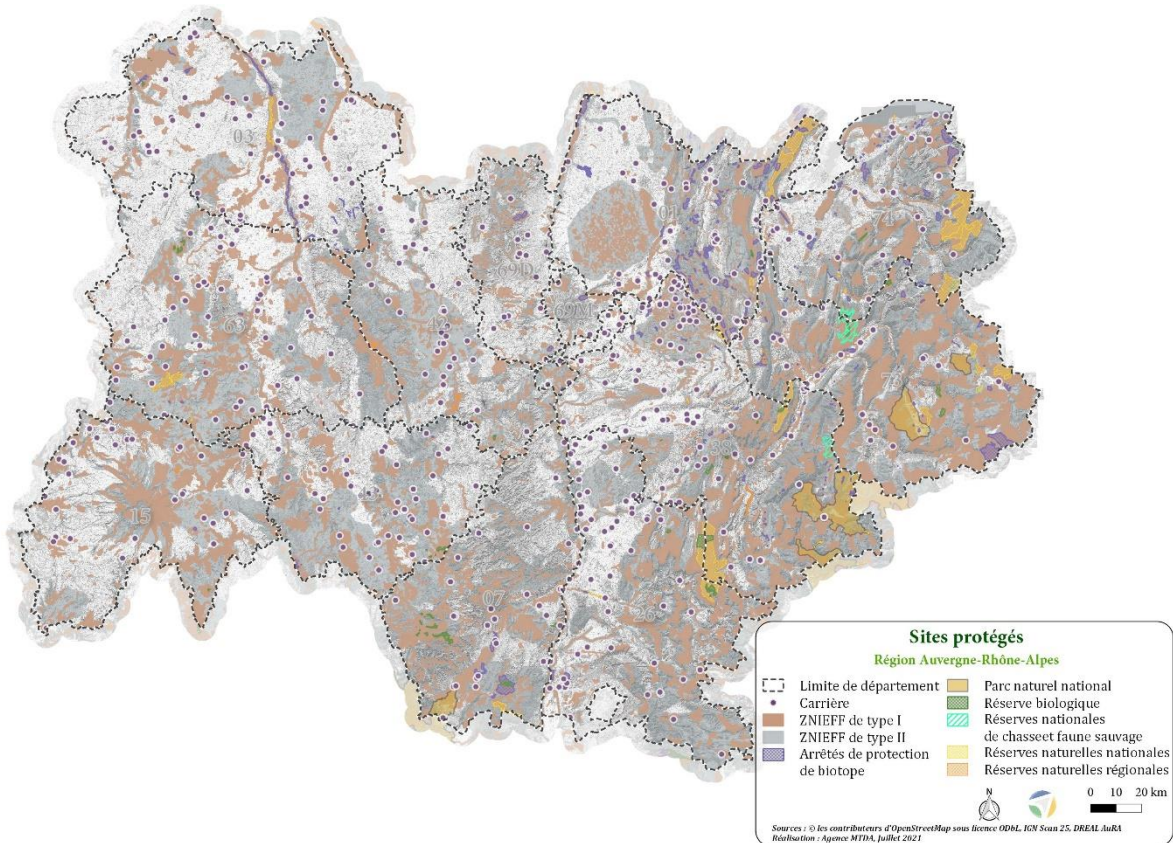 03
01
69D
69M
63
15
07
Sites protégés
Région Auvergne-Rhône-Alpes
Limite de département
Carrière
ZNIEFF de type I
ZNIEFF de type II
Arrêtés de protection
de biotope
Parc naturel national
Réserve biologique
Réserves nationales
de chasseet faune sauvage
Réserves naturelles nationales
Réserves naturelles régionales
N
0 10 20 km
Sources : © les contributeurs d'OpenStreetMap sous licence ODbL, IGN Scan 25, DREAL AuRA
Réalisation : Agence MTDA, Juillet 2021